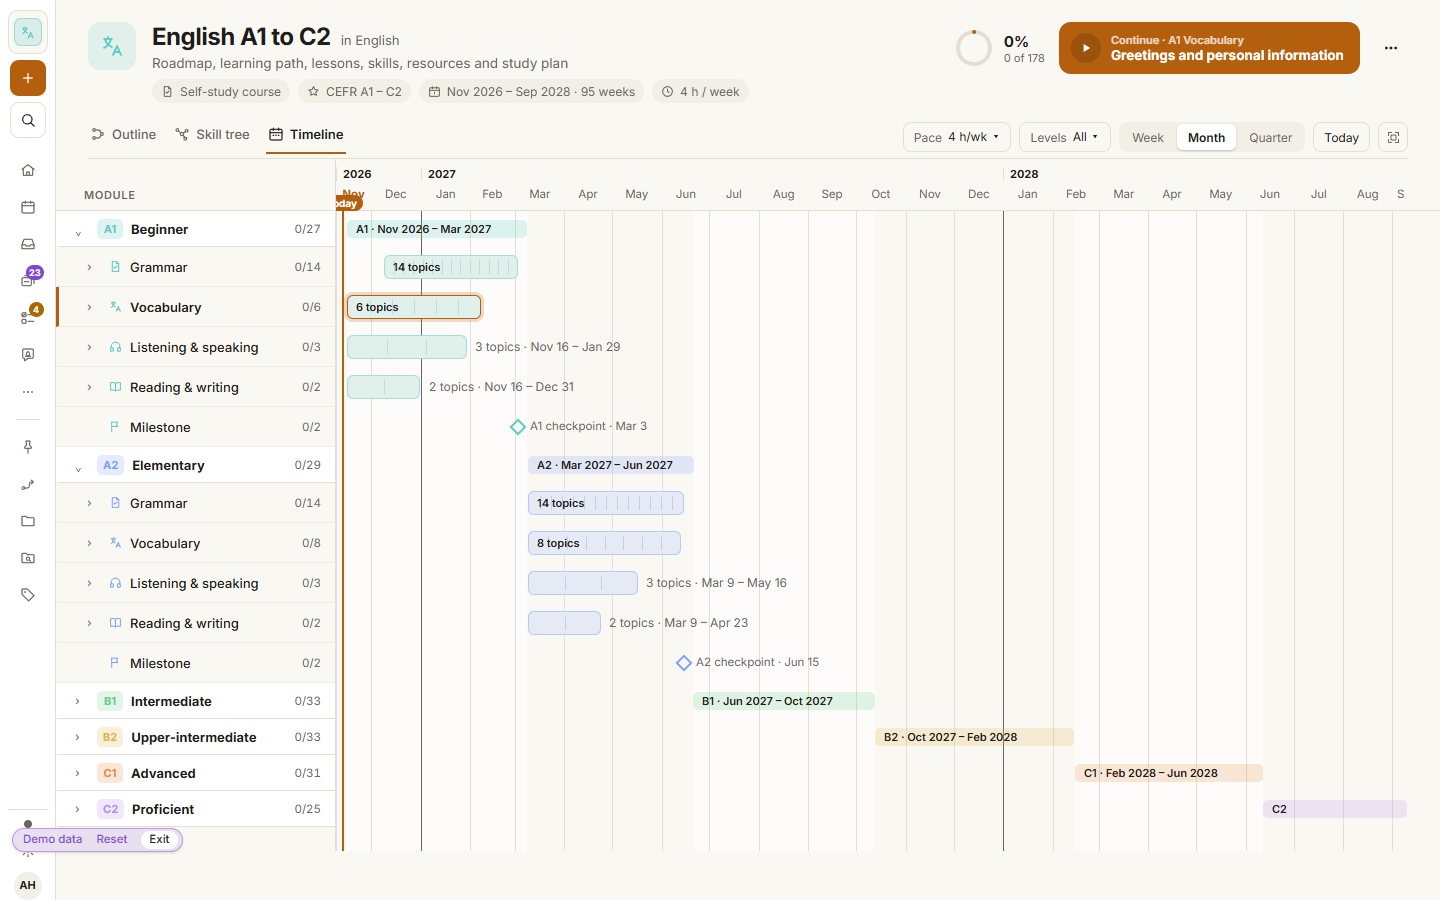 English A1 to C2 in English
Roadmap, learning path, lessons, skills, resources and study plan
Self-study course CEFR A1 – C2 Nov 2026 – Sep 2028 · 95 weeks 4 h / week
0%
0 of 178
Continue · A1 Vocabulary
Greetings and personal information
Outline Skill tree Timeline
Pace 4 h/wk Levels All Week Month Quarter Today
MODULE
2026 2027 2028
Nov Dec Jan Feb Mar Apr May Jun Jul Aug Sep Oct Nov Dec Jan Feb Mar Apr May Jun Jul Aug S
oday
A1 Beginner 0/27 A1 · Nov 2026 – Mar 2027
Grammar 0/14 14 topics
Vocabulary 0/6 6 topics
Listening & speaking 0/3 3 topics · Nov 16 – Jan 29
Reading & writing 0/2 2 topics · Nov 16 – Dec 31
Milestone 0/2 A1 checkpoint · Mar 3
A2 Elementary 0/29 A2 · Mar 2027 – Jun 2027
Grammar 0/14 14 topics
Vocabulary 0/8 8 topics
Listening & speaking 0/3 3 topics · Mar 9 – May 16
Reading & writing 0/2 2 topics · Mar 9 – Apr 23
Milestone 0/2 A2 checkpoint · Jun 15
B1 Intermediate 0/33 B1 · Jun 2027 – Oct 2027
B2 Upper-intermediate 0/33 B2 · Oct 2027 – Feb 2028
C1 Advanced 0/31 C1 · Feb 2028 – Jun 2028
C2 Proficient 0/25 C2
23
4
Demo data Reset Exit
AH